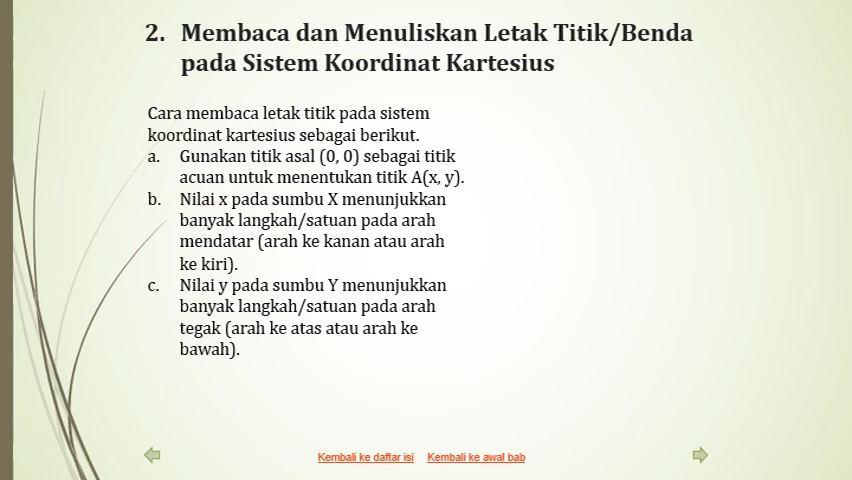 2. Membaca dan Menuliskan Letak Titik/Benda
pada Sistem Koordinat Kartesius
Cara membaca letak titik pada sistem
koordinat kartesius sebagai berikut.
a. Gunakan titik asal (0, 0) sebagai titik
acuan untuk menentukan titik A(x, y).
b. Nilai x pada sumbu X menunjukkan
banyak langkah/satuan pada arah
mendatar (arah ke kanan atau arah
ke kiri).
c. Nilai y pada sumbu Y menunjukkan
banyak langkah/satuan pada arah
tegak (arah ke atas atau arah ke
bawah).
Kembali ke daftar isi Kembali ke awal bab